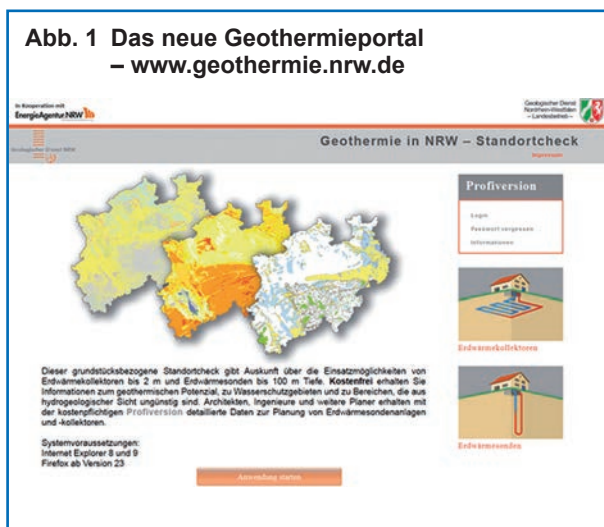 Abb. 1 Das neue Geothermieportal
– www.geothermie.nrw.de
In Kooperation mit
EnergieAgentur.NRW
Geologischer Dienst
Nordrhein-Westfalen
– Landesbetrieb –
Geologischer Dienst NRW
Geothermie in NRW – Standortcheck
Impressum
Profiversion
Login
Passwort vergessen
Informationen
Erdwärmekollektoren
Dieser grundstücksbezogene Standortcheck gibt Auskunft über die Einsatzmöglichkeiten von
Erdwärmekollektoren bis 2 m und Erdwärmesonden bis 100 m Tiefe. Kostenfrei erhalten Sie
Informationen zum geothermischen Potenzial, zu Wasserschutzgebieten und zu Bereichen, die aus
hydrogeologischer Sicht ungünstig sind. Architekten, Ingenieure und weitere Planer erhalten mit
der kostenpflichtigen Profiversion detaillierte Daten zur Planung von Erdwärmesondenanlagen
und -kollektoren.
Systemvoraussetzungen:
Internet Explorer 8 und 9
Firefox ab Version 23
Erdwärmesonden
Anwendung starten